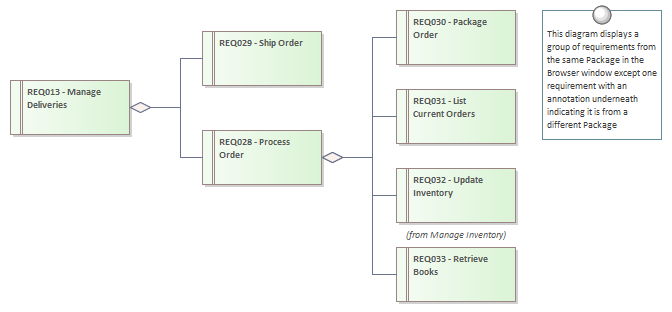 REQ013 - Manage
Deliveries
REQ029 - Ship Order
REQ028 - Process
Order
REQ030 - Package
Order
REQ031 - List
Current Orders
REQ032 - Update
Inventory
(from Manage Inventory)
REQ033 - Retrieve
Books
This diagram displays a
group of requirements from
the same Package in the
Browser window except one
requirement with an
annotation underneath
indicating it is from a
different Package